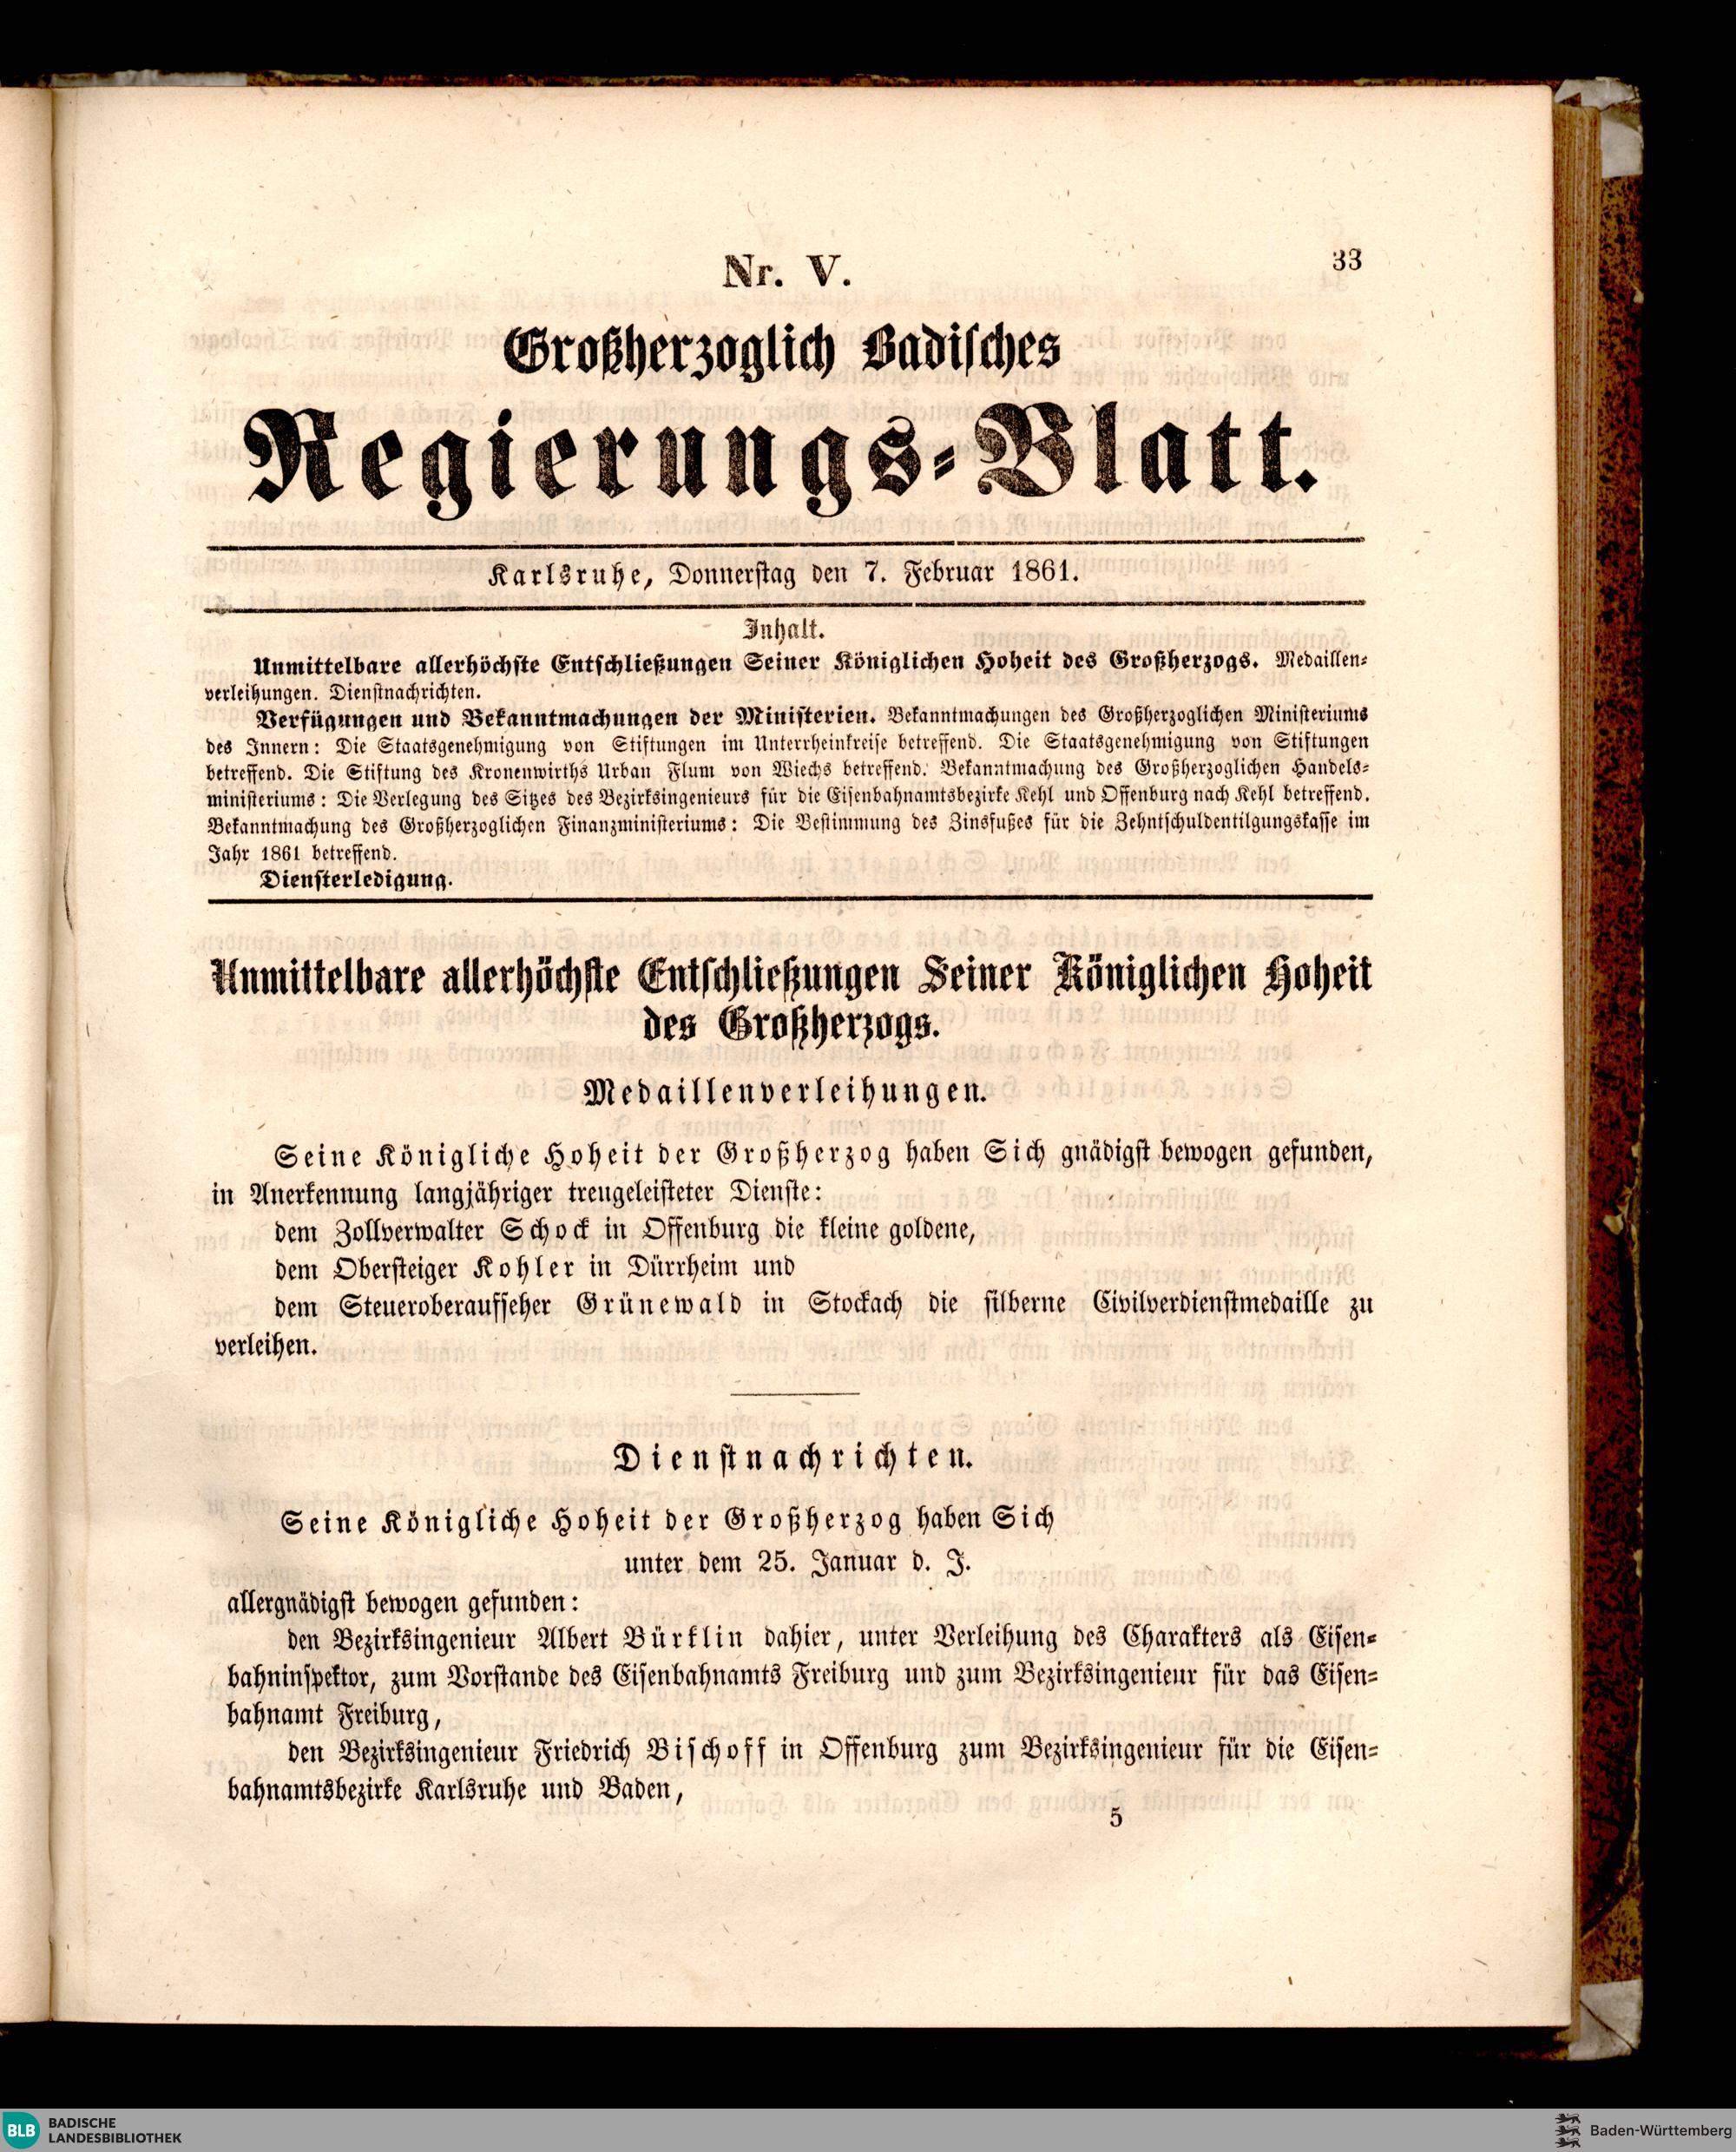 Nr. V.
33
Großherzoglich Badisches
Regierungs-Blatt.
Karlsruhe, Donnerstag den 7. Februar 1861.
Inhalt.
Unmittelbare allerhöchste Entschließungen Seiner Königlichen Hoheit des Großherzogs. Medaillen-
verleihungen. Dienstnachrichten.
Verfügungen und Bekanntmachungen der Ministerien. Bekanntmachungen des Großherzoglichen Ministeriums
des Innern: Die Staatsgenehmigung von Stiftungen im Unterrheinkreise betreffend. Die Staatsgenehmigung von Stiftungen
betreffend. Die Stiftung des Kronenwirths Urban Flum von Wiechs betreffend. Bekanntmachung des Großherzoglichen Handels-
ministeriums: Die Verlegung des Sitzes des Bezirksingenieurs für die Eisenbahnamtsbezirke Kehl und Offenburg nach Kehl betreffend.
Bekanntmachung des Großherzoglichen Finanzministeriums: Die Bestimmung des Zinsfußes für die Zehntschuldentilgungskasse im
Jahr 1861 betreffend.
Diensterledigung.
Unmittelbare allerhöchste Entschließungen Seiner Königlichen Hoheit
des Großherzogs.
Medaillenverleihungen.
Seine Königliche Hoheit der Großherzog haben Sich gnädigst bewogen gefunden,
in Anerkennung langjähriger treugeleisteter Dienste:
dem Zollverwalter Schock in Offenburg die kleine goldene,
dem Obersteiger Kohler in Dürrheim und
dem Steueroberaufseher Grünewald in Stockach die silberne Civilverdienstmedaille zu
verleihen.
Dienstnachrichten.
Seine Königliche Hoheit der Großherzog haben Sich
unter dem 25. Januar d. J.
allergnädigst bewogen gefunden:
den Bezirksingenieur Albert Bürklin dahier, unter Verleihung des Charakters als Eisen-
bahninspektor, zum Vorstande des Eisenbahnamts Freiburg und zum Bezirksingenieur für das Eisen-
bahnamt Freiburg,
den Bezirksingenieur Friedrich Bischoff in Offenburg zum Bezirksingenieur für die Eisen-
bahnamtsbezirke Karlsruhe und Baden,
5
BLB BADISCHE
LANDESBIBLIOTHEK
Baden-Württemberg